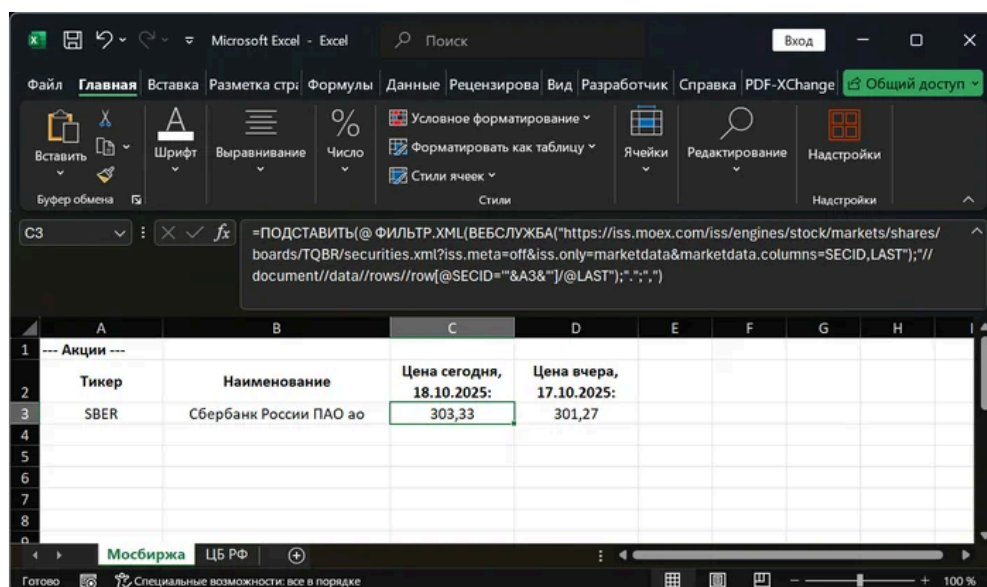 Microsoft Excel - Excel
Поиск
Вход
Файл Главная Вставка Разметка стра Формулы Данные Рецензирова Вид Разработчик Справка PDF-XChange Общий доступ
Вставить
Шрифт
Выравнивание
%
Число
Условное форматирование
Форматировать как таблицу
Стили ячеек
Ячейки
Редактирование
Надстройки
Буфер обмена
Стили
Надстройки
C3
fx
=ПОДСТАВИТЬ(@ ФИЛЬТР.XML(ВЕБСЛУЖБА("https://iss.moex.com/iss/engines/stock/markets/shares/
boards/TQBR/securities.xml?iss.meta=off&iss.only=marketdata&marketdata.columns=SECID,LAST");"//
document//data//rows//row[@SECID='"&A3&"']/@LAST");".";",")
A B C D E F G H I
1 --- Акции ---
2 Тикер Наименование Цена сегодня, 18.10.2025: Цена вчера, 17.10.2025:
3 SBER Сбербанк России ПАО ао 303,33 301,27
4
5
6
7
8
9
Мосбиржа ЦБ РФ
Готово Специальные возможности: все в порядке 100 %